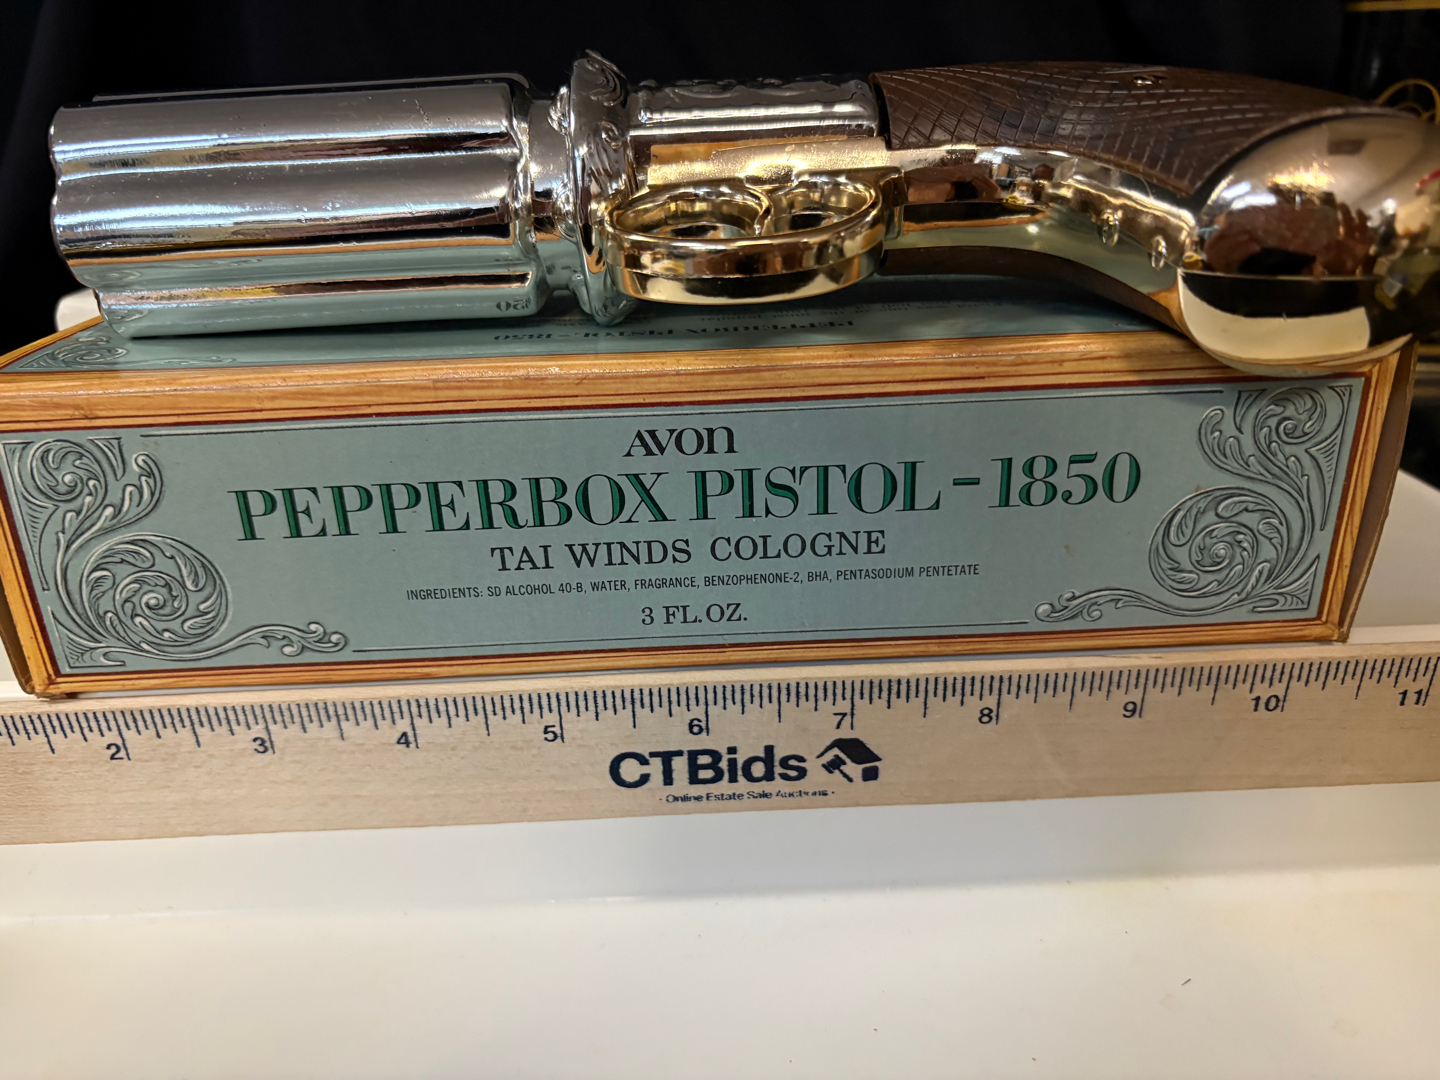 AVON
PEPPERBOX PISTOL-1850
TAI WINDS COLOGNE
INGREDIENTS: SD ALCOHOL 40-B, WATER, FRAGRANCE, BENZOPHENONE-2, BHA, PENTASODIUM PENTETATE
3 FL.OZ.
2 3 4 5 6 7 8 9 10 11
CTBids
· Online Estate Sale Auctions ·